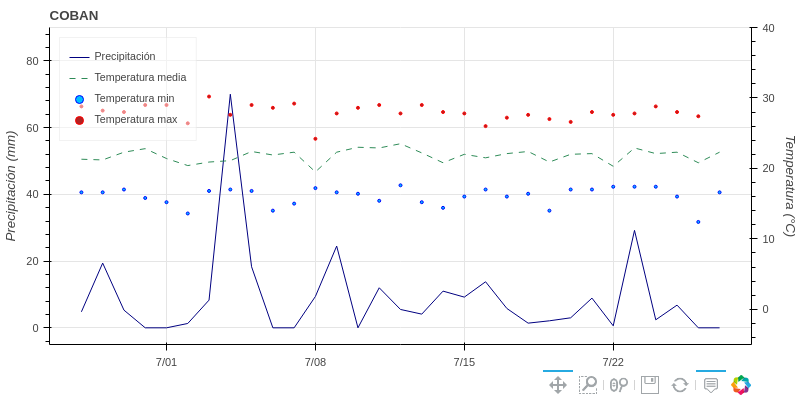 COBAN
Precipitación
Temperatura media
Temperatura min
Temperatura max
Precipitación (mm)
80
60
40
20
0
40
30
20
10
0
Temperatura (°C)
7/01
7/08
7/15
7/22